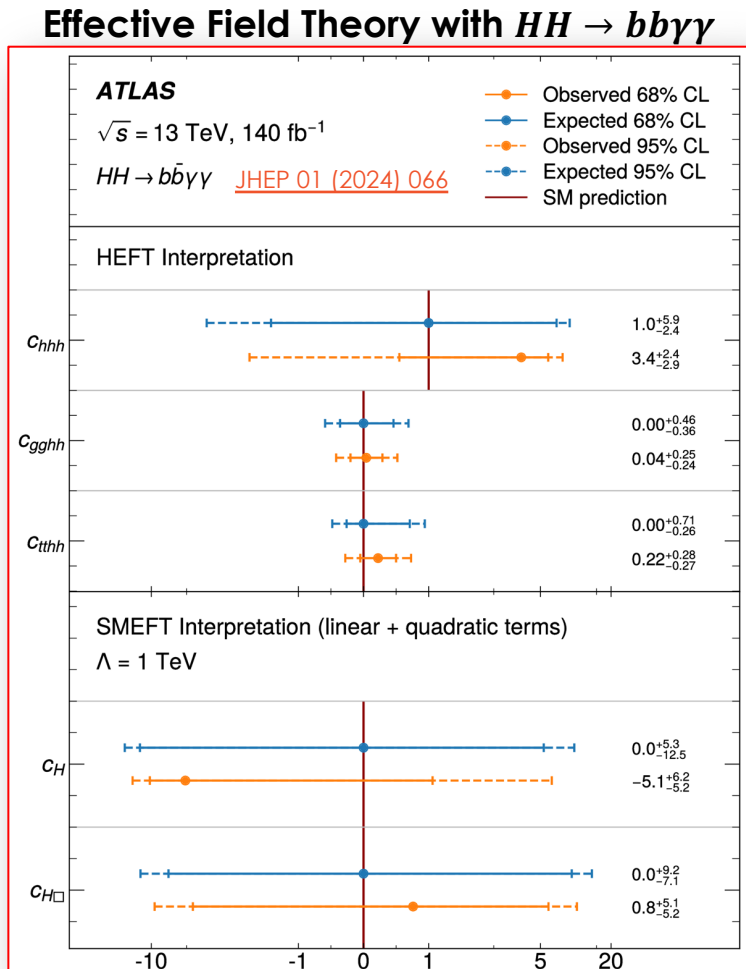 Effective Field Theory with HH → bbγγ
ATLAS
√s = 13 TeV, 140 fb⁻¹
HH → bb̄γγ JHEP 01 (2024) 066
Observed 68% CL
Expected 68% CL
Observed 95% CL
Expected 95% CL
SM prediction
HEFT Interpretation
c_hhh
1.0 +5.9 −2.4
3.4 +2.4 −2.9
c_gghh
0.00 +0.46 −0.36
0.04 +0.25 −0.24
c_tthh
0.00 +0.71 −0.26
0.22 +0.28 −0.27
SMEFT Interpretation (linear + quadratic terms)
Λ = 1 TeV
c_H
0.0 +5.3 −12.5
−5.1 +6.2 −5.2
c_H□
0.0 +9.2 −7.1
0.8 +5.1 −5.2
-10 -1 0 1 5 20